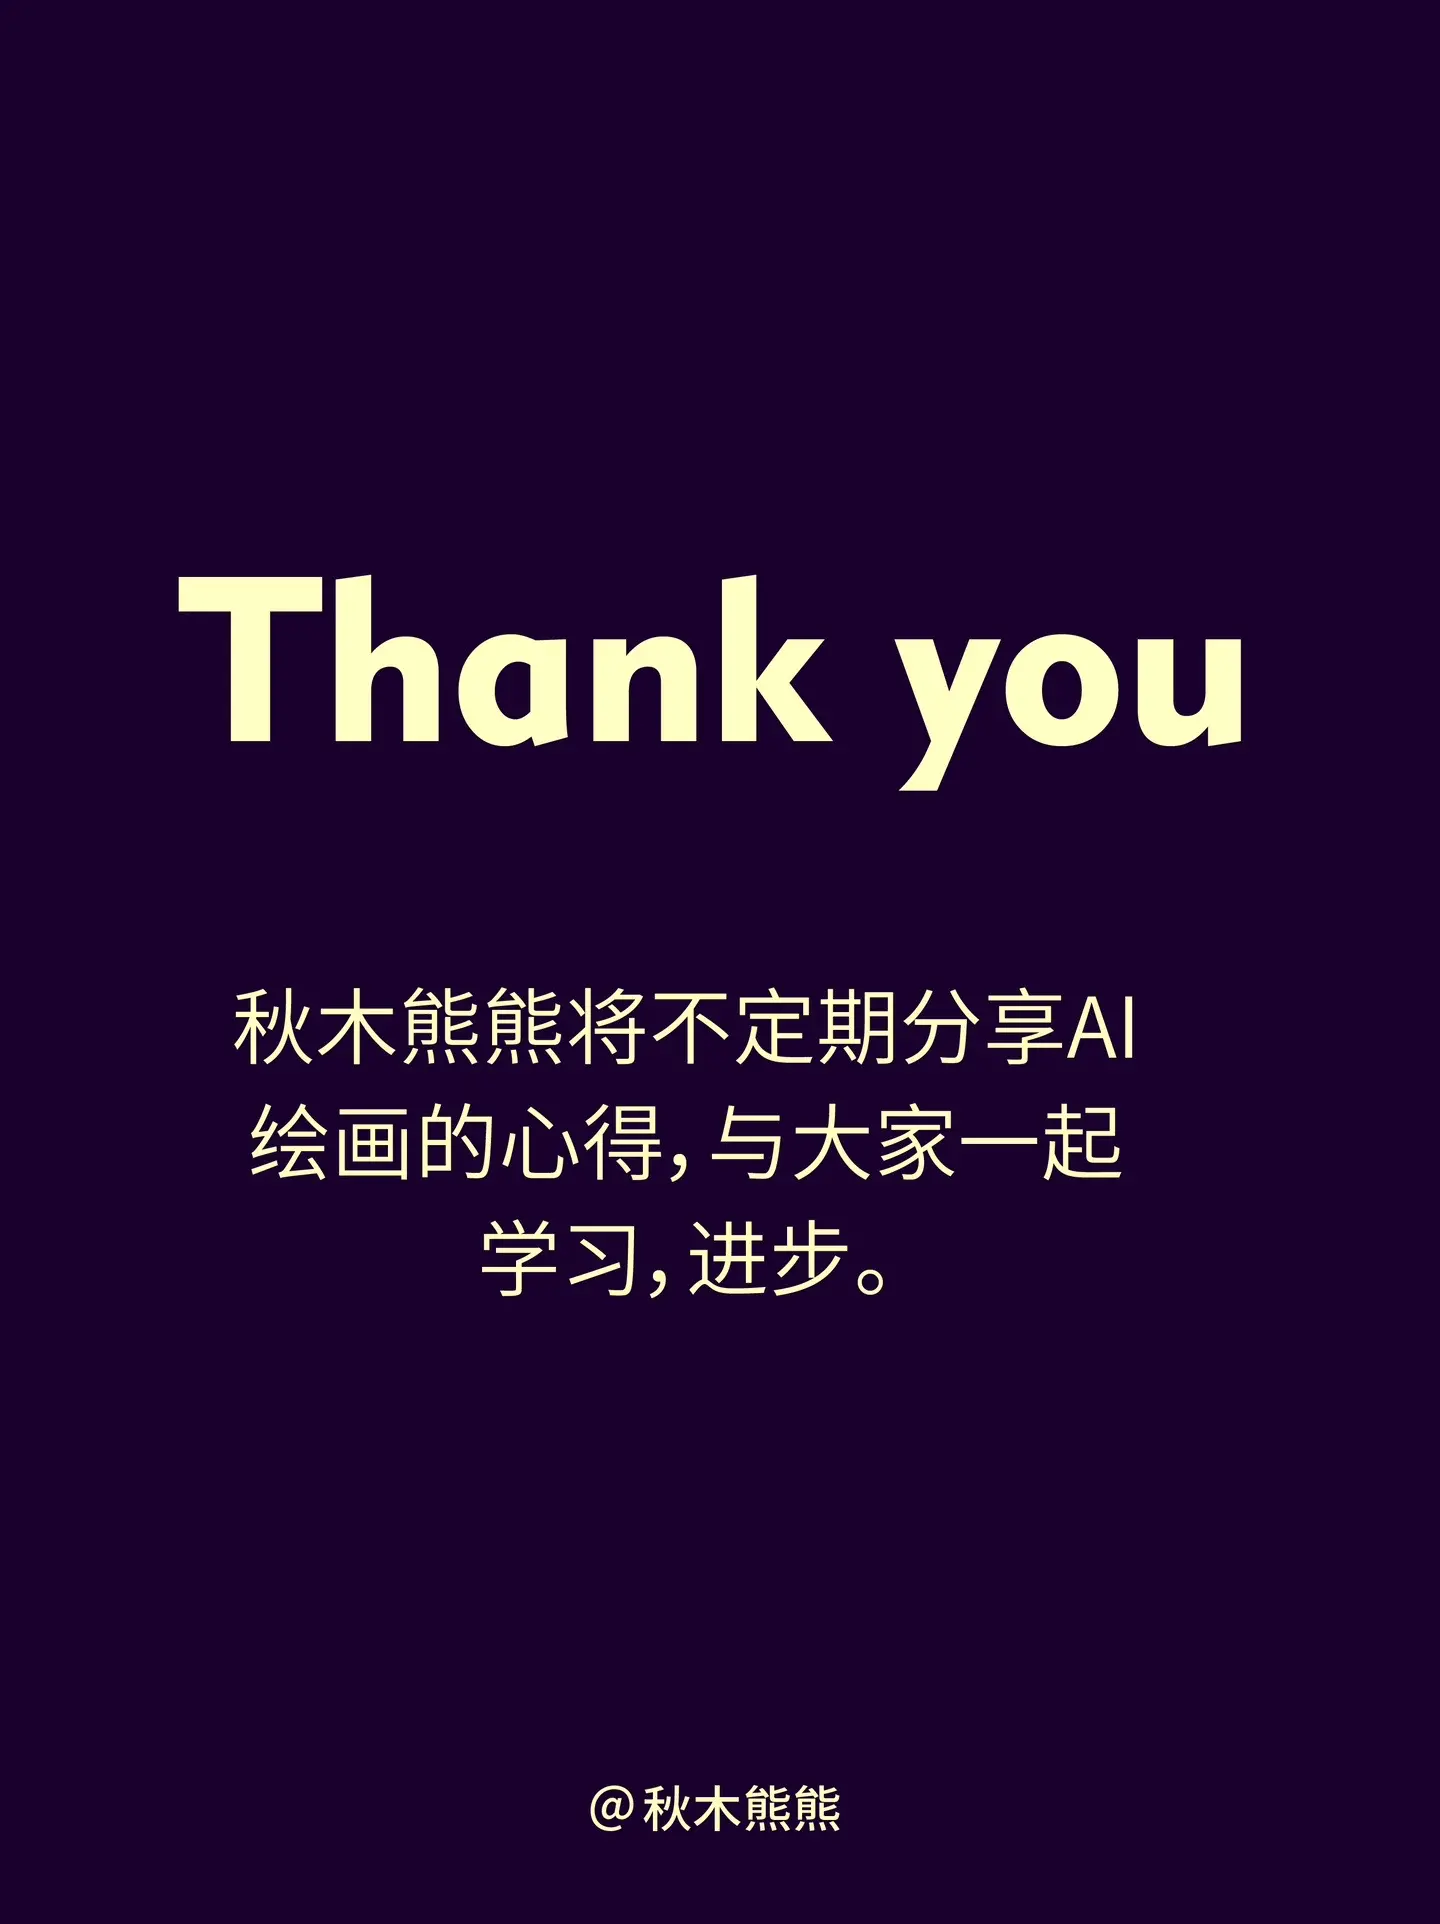 Thank you
秋木熊熊将不定期分享AI
绘画的心得，与大家一起
学习，进步。
@秋木熊熊